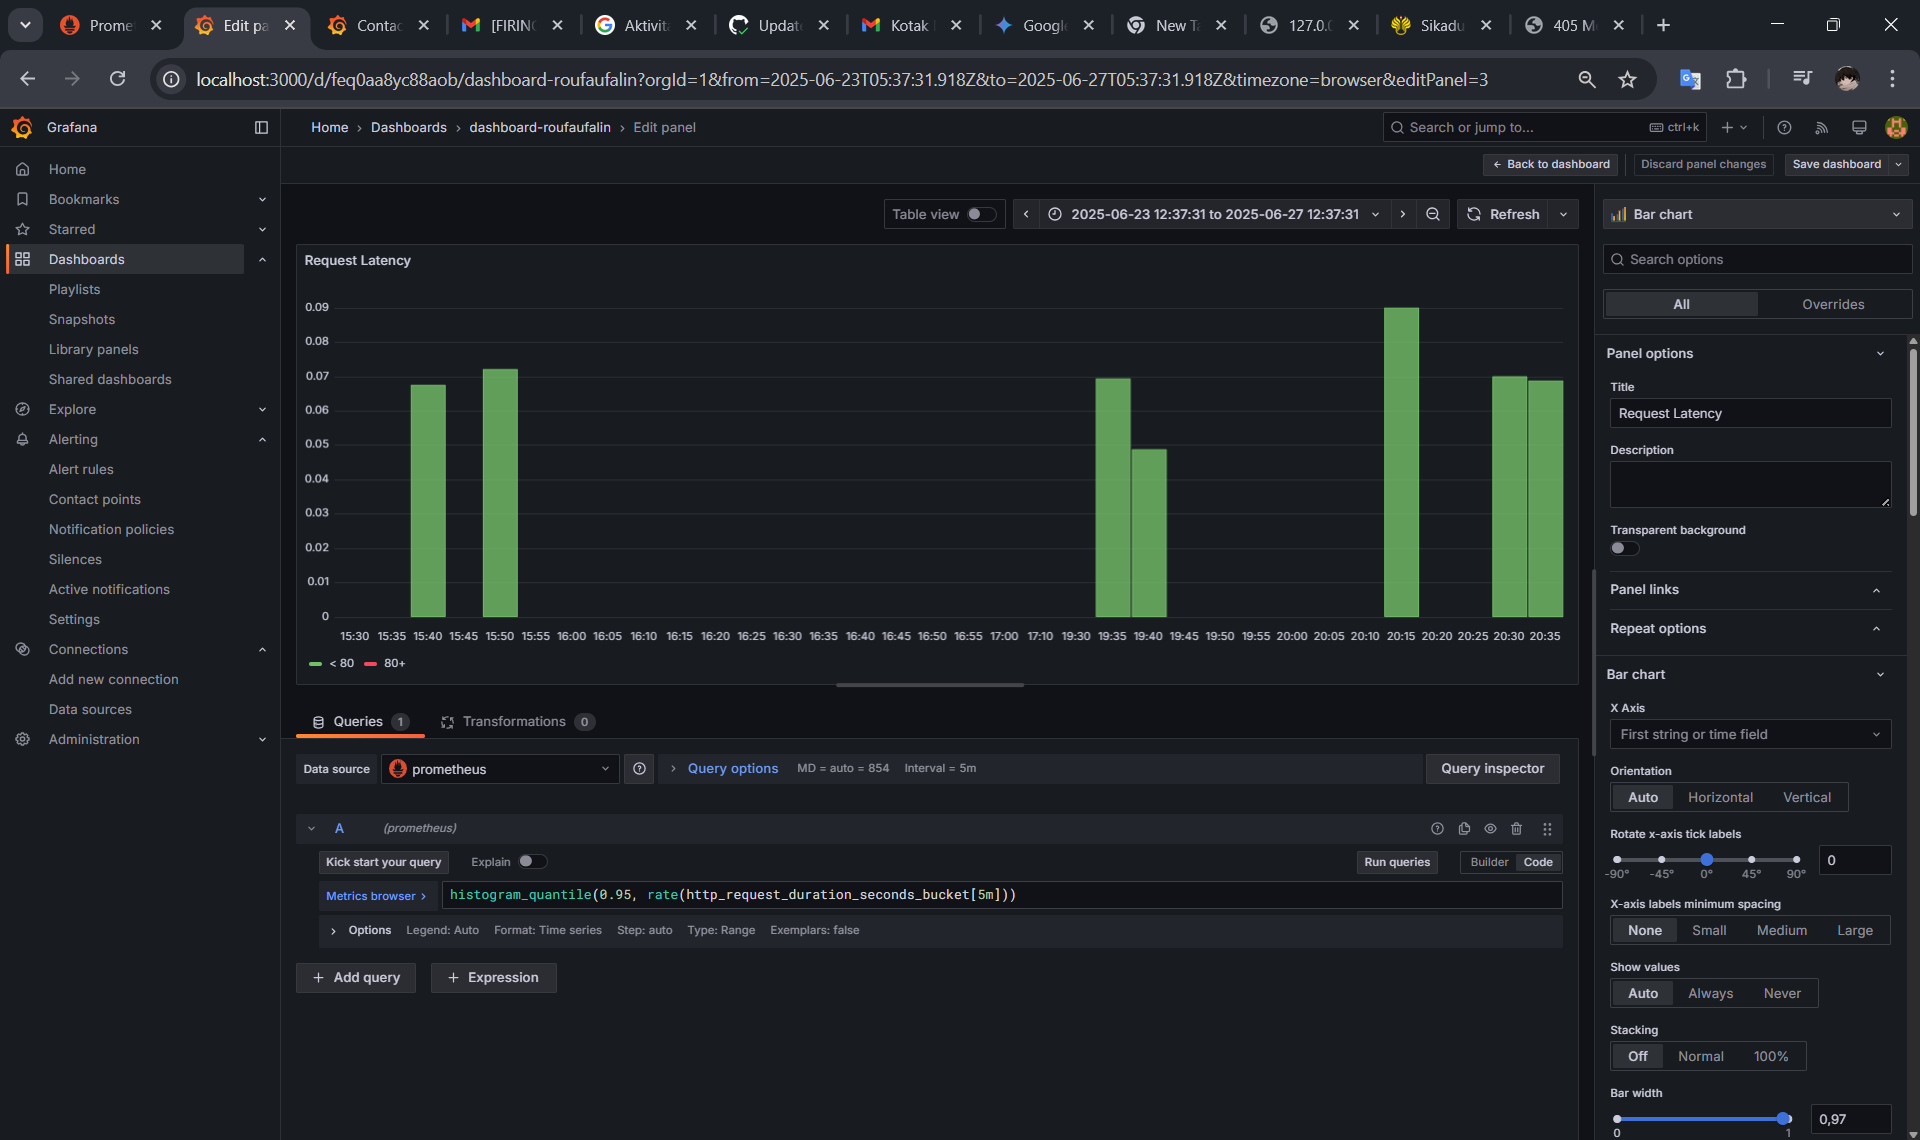 Prome
Edit pa
Contac
[FIRIN
Aktivit
Updat
Kotak
Googl
New T
127.0.
Sikadu
405 M
localhost:3000/d/feq0aa8yc88aob/dashboard-roufaufalin?orgId=1&from=2025-06-23T05:37:31.918Z&to=2025-06-27T05:37:31.918Z&timezone=browser&editPanel=3
Grafana
Home › Dashboards › dashboard-roufaufalin › Edit panel
Search or jump to...
ctrl+k
← Back to dashboard
Discard panel changes
Save dashboard
Home
Bookmarks
Starred
Dashboards
Playlists
Snapshots
Library panels
Shared dashboards
Explore
Alerting
Alert rules
Contact points
Notification policies
Silences
Active notifications
Settings
Connections
Add new connection
Data sources
Administration
Table view
2025-06-23 12:37:31 to 2025-06-27 12:37:31
Refresh
Request Latency
0.09
0.08
0.07
0.06
0.05
0.04
0.03
0.02
0.01
0
15:30 15:35 15:40 15:45 15:50 15:55 16:00 16:05 16:10 16:15 16:20 16:25 16:30 16:35 16:40 16:45 16:50 16:55 17:00 17:10 19:30 19:35 19:40 19:45 19:50 19:55 20:00 20:05 20:10 20:15 20:20 20:25 20:30 20:35
< 80 80+
Queries 1
Transformations 0
Data source
prometheus
Query options
MD = auto = 854
Interval = 5m
Query inspector
A
(prometheus)
Kick start your query
Explain
Run queries
Builder
Code
Metrics browser >
histogram_quantile(0.95, rate(http_request_duration_seconds_bucket[5m]))
Options
Legend: Auto
Format: Time series
Step: auto
Type: Range
Exemplars: false
+ Add query
+ Expression
Bar chart
Search options
All
Overrides
Panel options
Title
Request Latency
Description
Transparent background
Panel links
Repeat options
Bar chart
X Axis
First string or time field
Orientation
Auto
Horizontal
Vertical
Rotate x-axis tick labels
0
-90° -45° 0° 45° 90°
X-axis labels minimum spacing
None
Small
Medium
Large
Show values
Auto
Always
Never
Stacking
Off
Normal
100%
Bar width
0,97
0 1